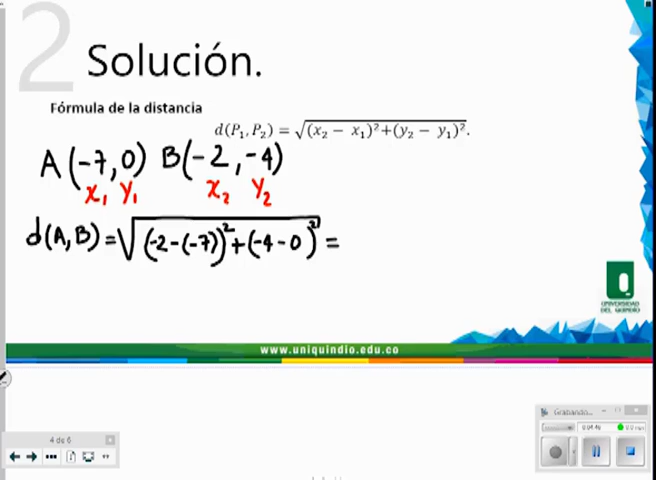 2
Solución.
Fórmula de la distancia
d(P₁, P₂) = √(x₂ − x₁)²+(y₂ − y₁)².
A(-7,0) B(-2,-4)
x₁ y₁ x₂ y₂
d(A,B)=√(-2-(-7))²+(-4-0)² =
UNIVERSIDAD
DEL QUINDÍO
www.uniquindio.edu.co
Grabando...
4 de 6